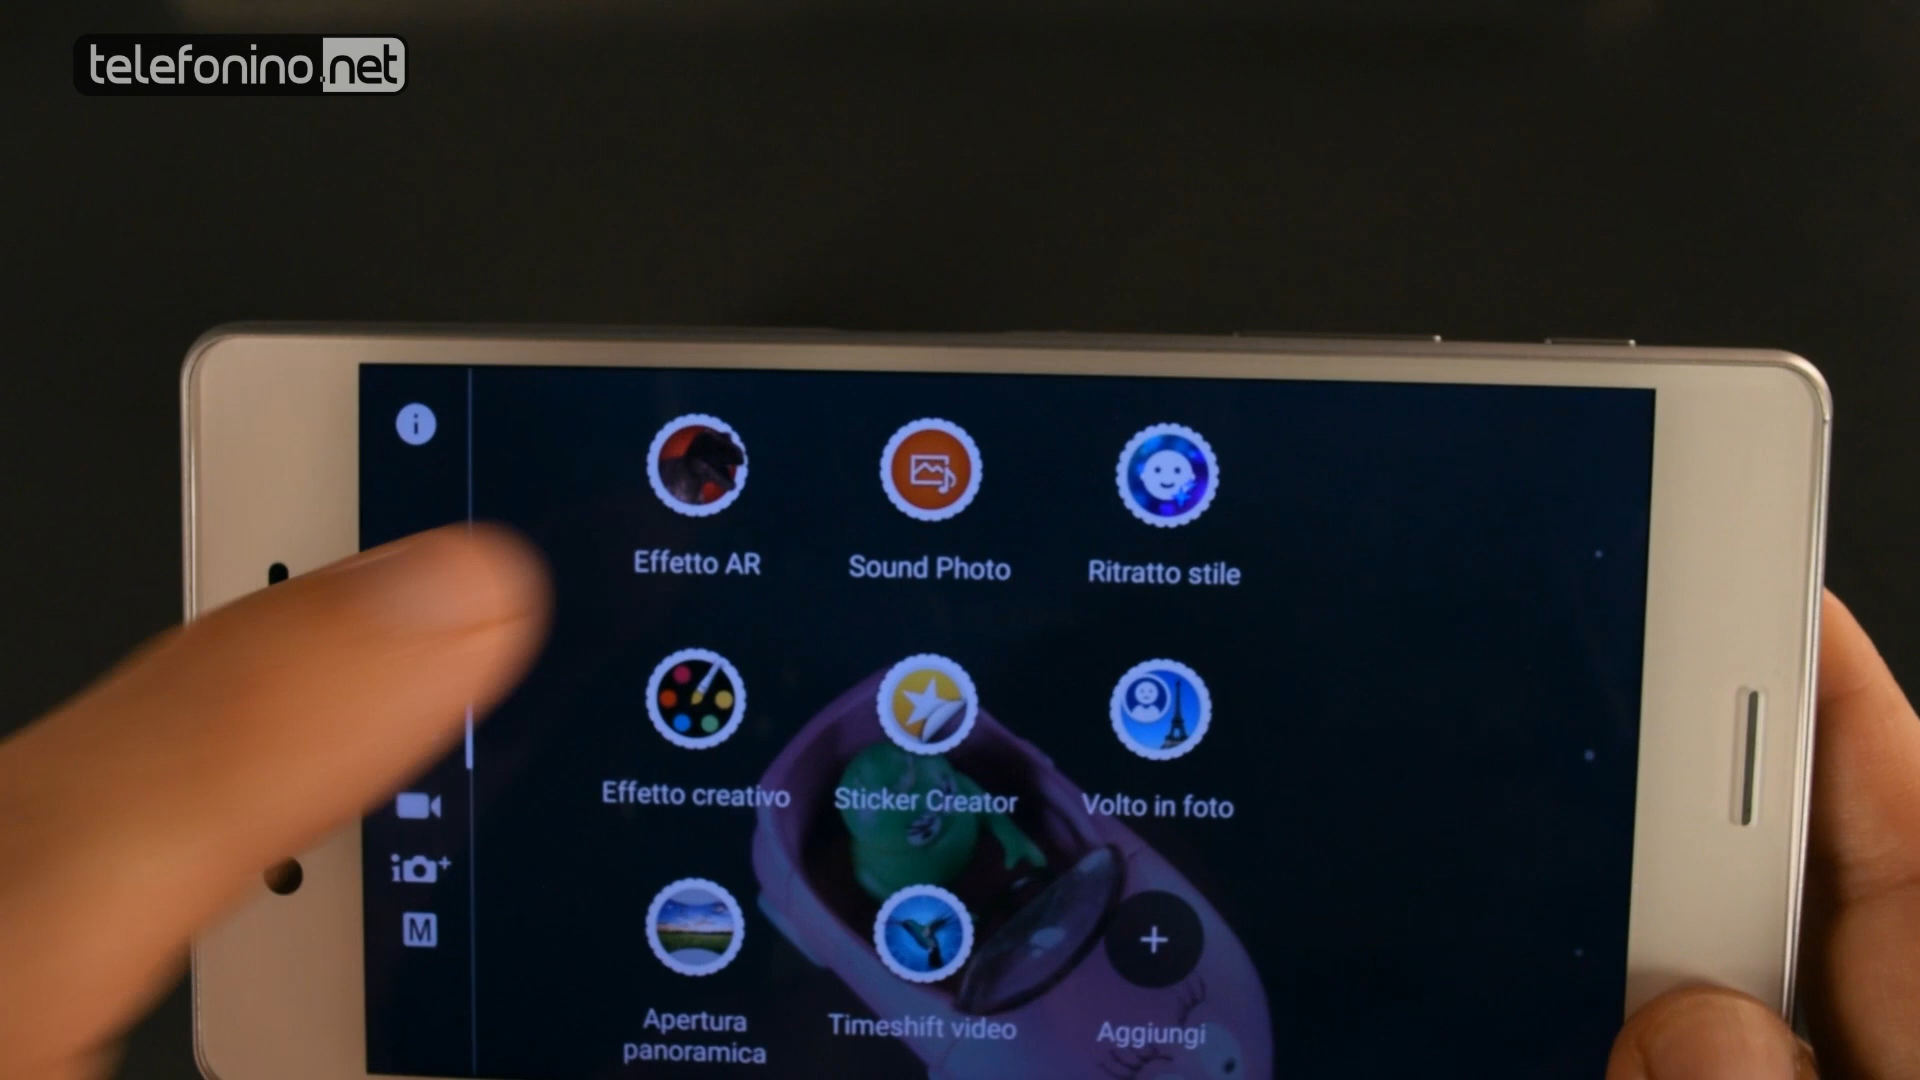 telefonino.net
i
Effetto AR
Sound Photo
Ritratto stile
Effetto creativo
Sticker Creator
Volto in foto
i +
M
+
Apertura
panoramica
Timeshift video
Aggiungi